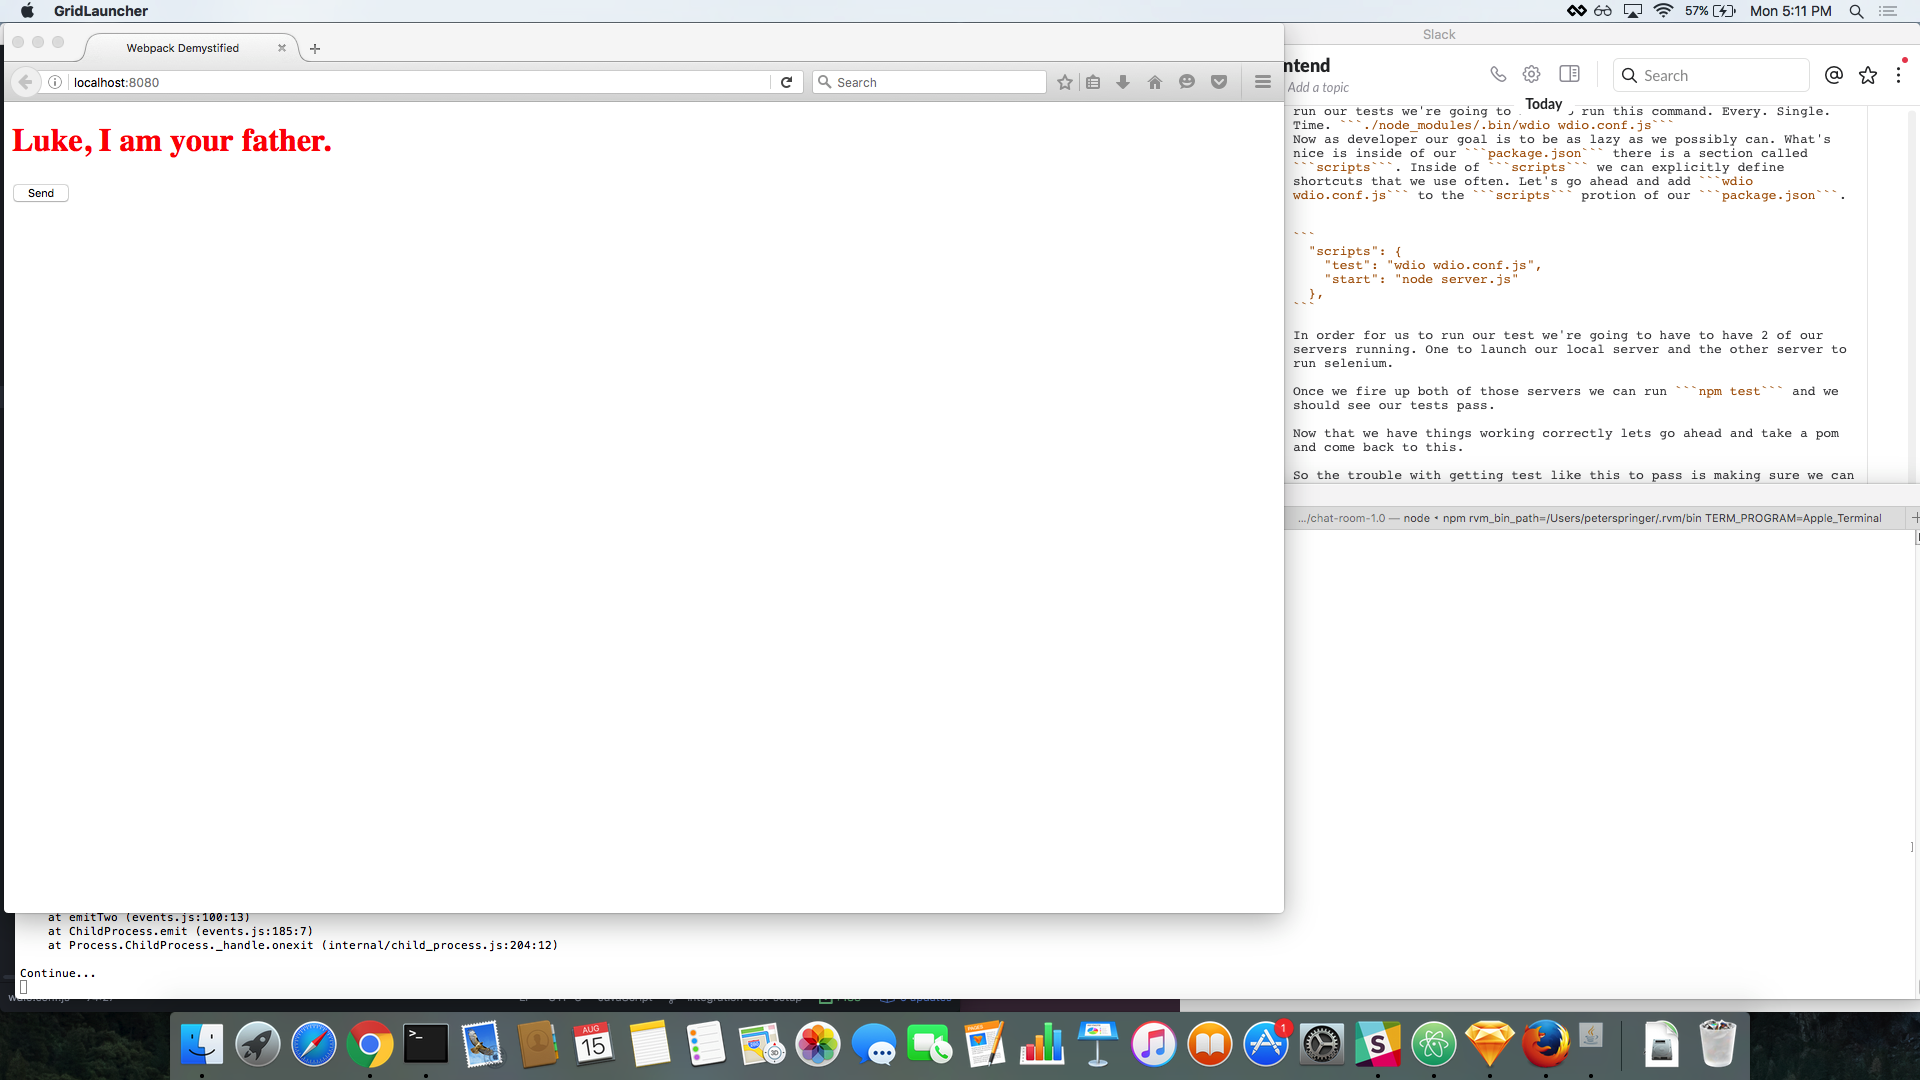 GridLauncher
57%
Mon 5:11 PM
Webpack Demystified
localhost:8080
Search
Luke, I am your father.
Send
Slack
ntend
Add a topic
Search
Today
run our tests we're going to run this command. Every. Single.
Time. ```./node_modules/.bin/wdio wdio.conf.js```
Now as developer our goal is to be as lazy as we possibly can. What's
nice is inside of our ```package.json``` there is a section called
```scripts```. Inside of ```scripts``` we can explicitly define
shortcuts that we use often. Let's go ahead and add ```wdio
wdio.conf.js``` to the ```scripts``` protion of our ```package.json```.
```
"scripts": {
"test": "wdio wdio.conf.js",
"start": "node server.js"
},
```
In order for us to run our test we're going to have to have 2 of our
servers running. One to launch our local server and the other server to
run selenium.
Once we fire up both of those servers we can run ```npm test``` and we
should see our tests pass.
Now that we have things working correctly lets go ahead and take a pom
and come back to this.
So the trouble with getting test like this to pass is making sure we can
.../chat-room-1.0 — node • npm rvm_bin_path=/Users/peterspringer/.rvm/bin TERM_PROGRAM=Apple_Terminal
at emitTwo (events.js:100:13)
at ChildProcess.emit (events.js:185:7)
at Process.ChildProcess._handle.onexit (internal/child_process.js:204:12)
Continue...
AUG
15
PAGES
1